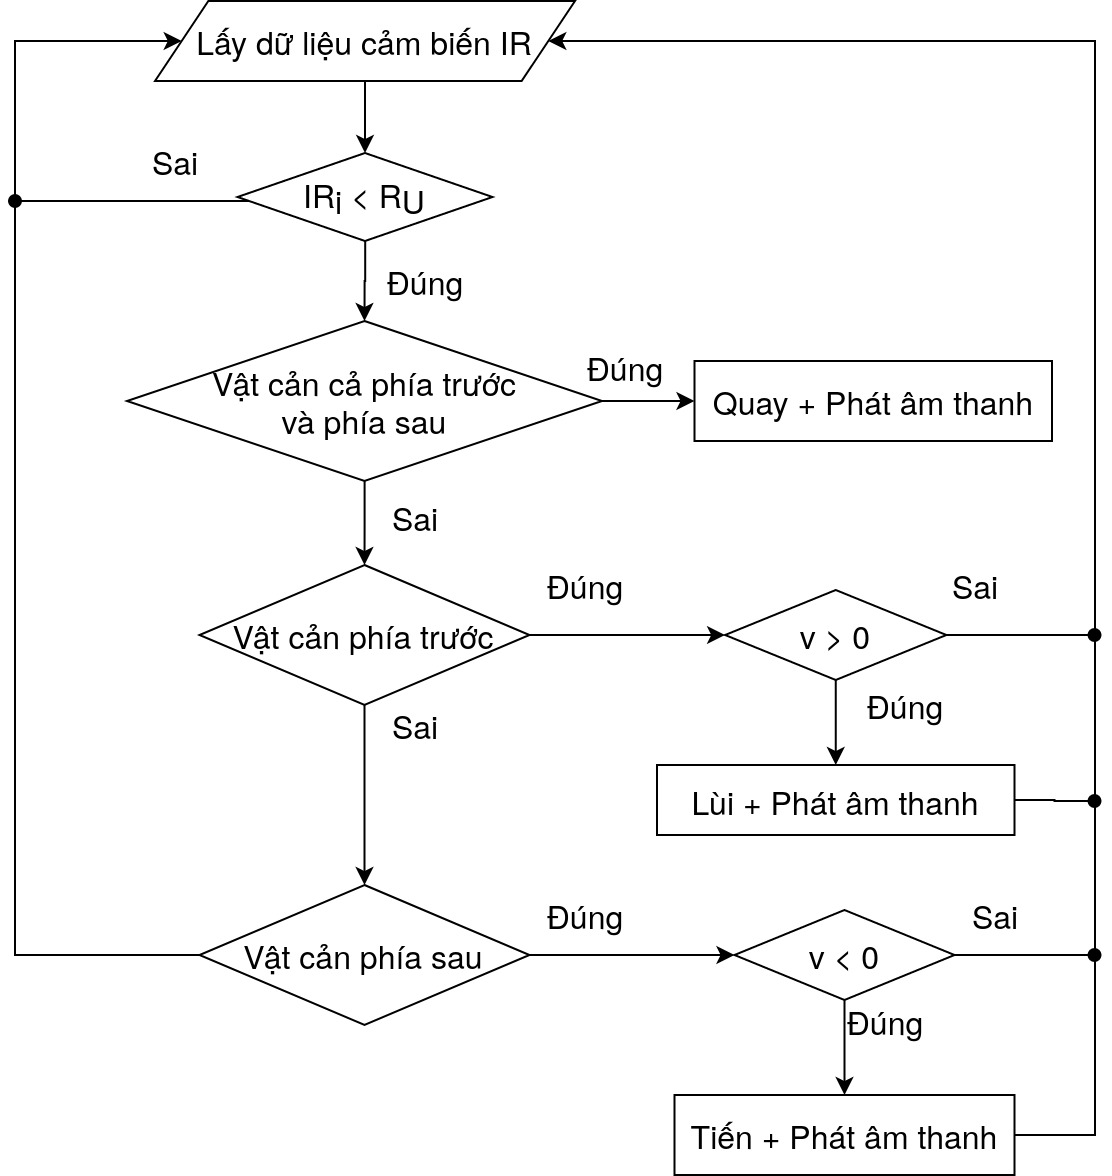 Lấy dữ liệu cảm biến IR
Sai
IRi < RU
Đúng
Vật cản cả phía trước
và phía sau
Đúng
Quay + Phát âm thanh
Sai
Vật cản phía trước
Đúng
v > 0
Sai
Đúng
Sai
Lùi + Phát âm thanh
Vật cản phía sau
Đúng
v < 0
Sai
Đúng
Tiến + Phát âm thanh